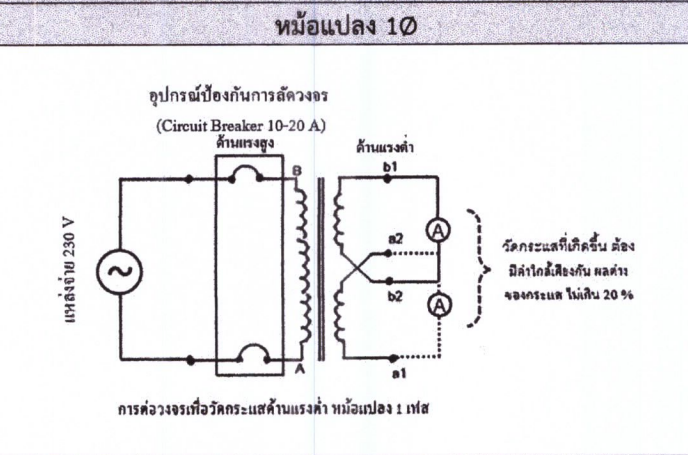 หม้อแปลง 1Ø
อุปกรณ์ป้องกันการลัดวงจร
(Circuit Breaker 10-20 A)
ด้านแรงสูง
ด้านแรงต่ำ
B
b1
A
a2
วัดกระแสที่เกิดขึ้น ต้อง
มีค่าใกล้เคียงกัน ผลต่าง
ของกระแส ไม่เกิน 20 %
แหล่งจ่าย 230 V
~
b2
A
A
a1
การต่อวงจรเพื่อวัดกระแสด้านแรงต่ำ หม้อแปลง 1 เฟส